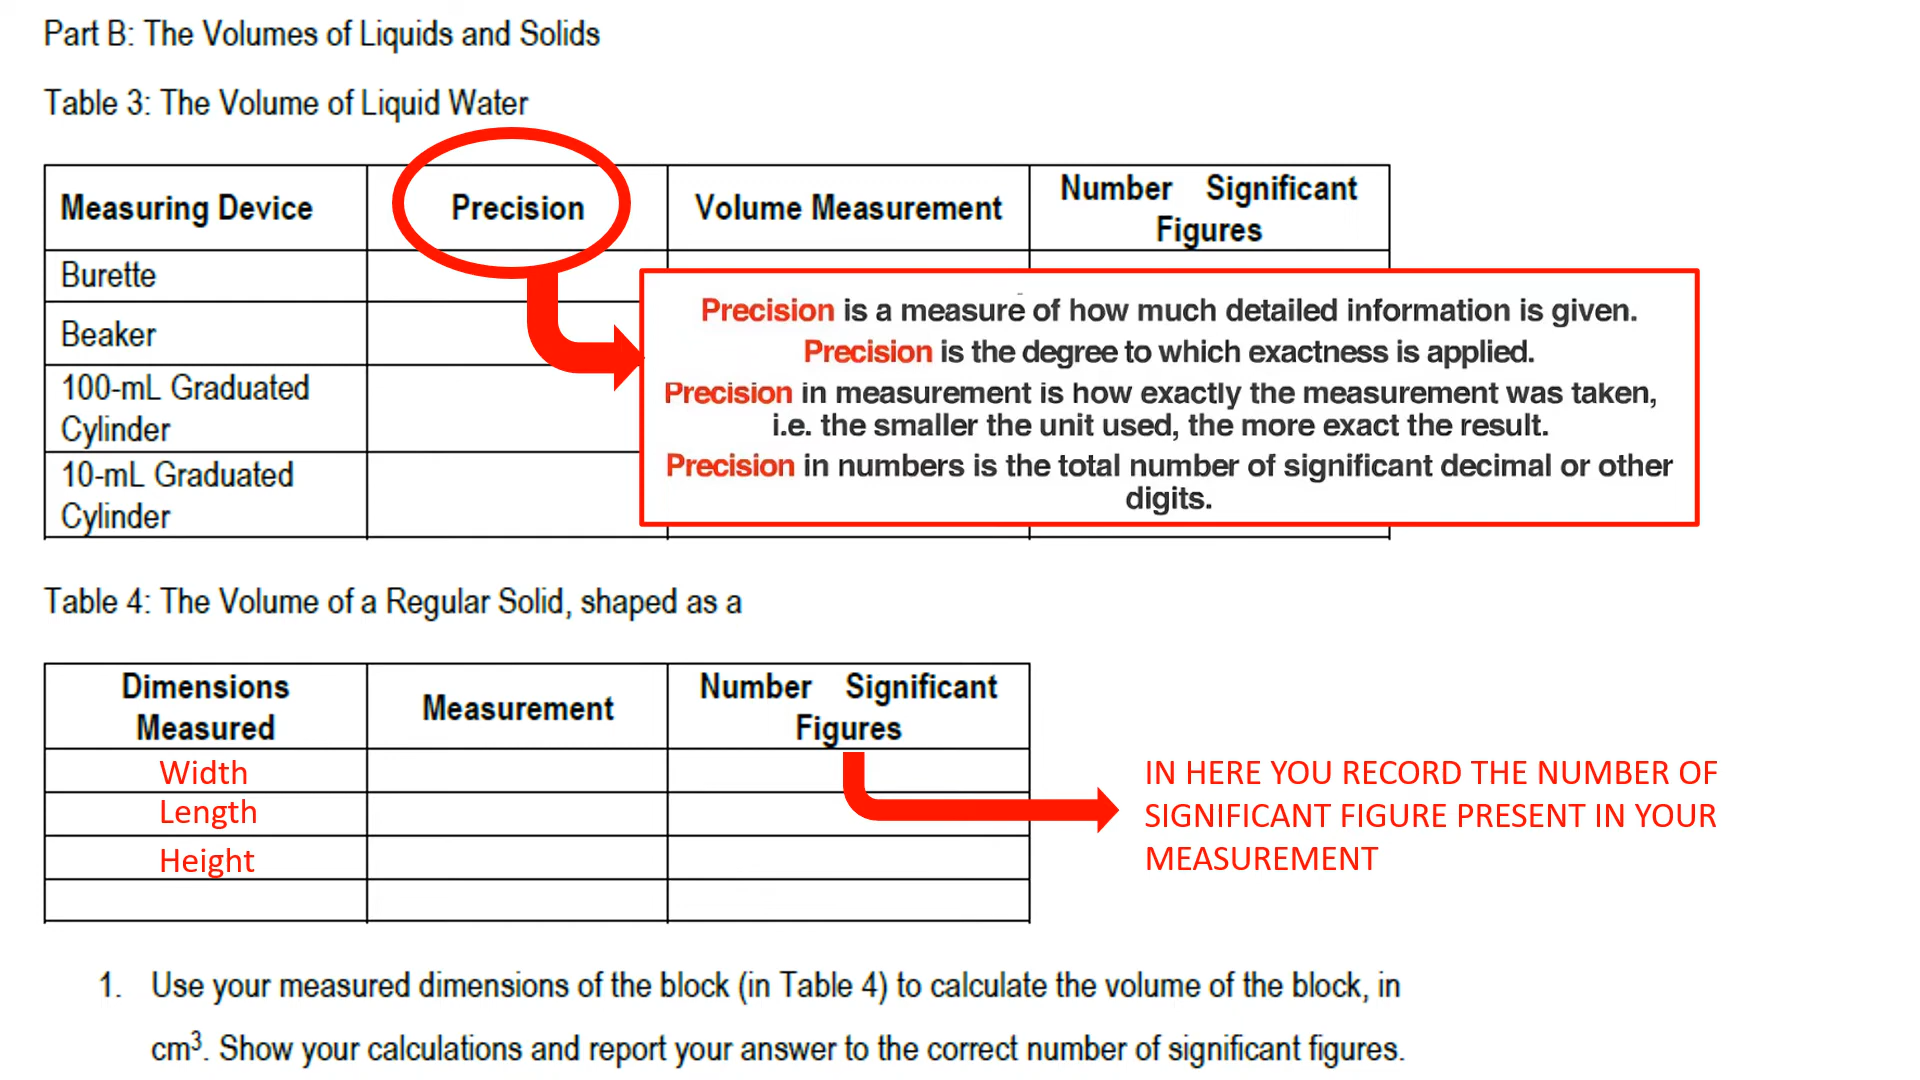 Part B: The Volumes of Liquids and Solids
Table 3: The Volume of Liquid Water
Measuring Device
Precision
Volume Measurement
Number Significant
Figures
Burette
Beaker
100-mL Graduated
Cylinder
10-mL Graduated
Cylinder
Precision is a measure of how much detailed information is given.
Precision is the degree to which exactness is applied.
Precision in measurement is how exactly the measurement was taken,
i.e. the smaller the unit used, the more exact the result.
Precision in numbers is the total number of significant decimal or other
digits.
Table 4: The Volume of a Regular Solid, shaped as a
Dimensions
Measured
Measurement
Number Significant
Figures
Width
Length
Height
IN HERE YOU RECORD THE NUMBER OF
SIGNIFICANT FIGURE PRESENT IN YOUR
MEASUREMENT
1. Use your measured dimensions of the block (in Table 4) to calculate the volume of the block, in
cm³. Show your calculations and report your answer to the correct number of significant figures.